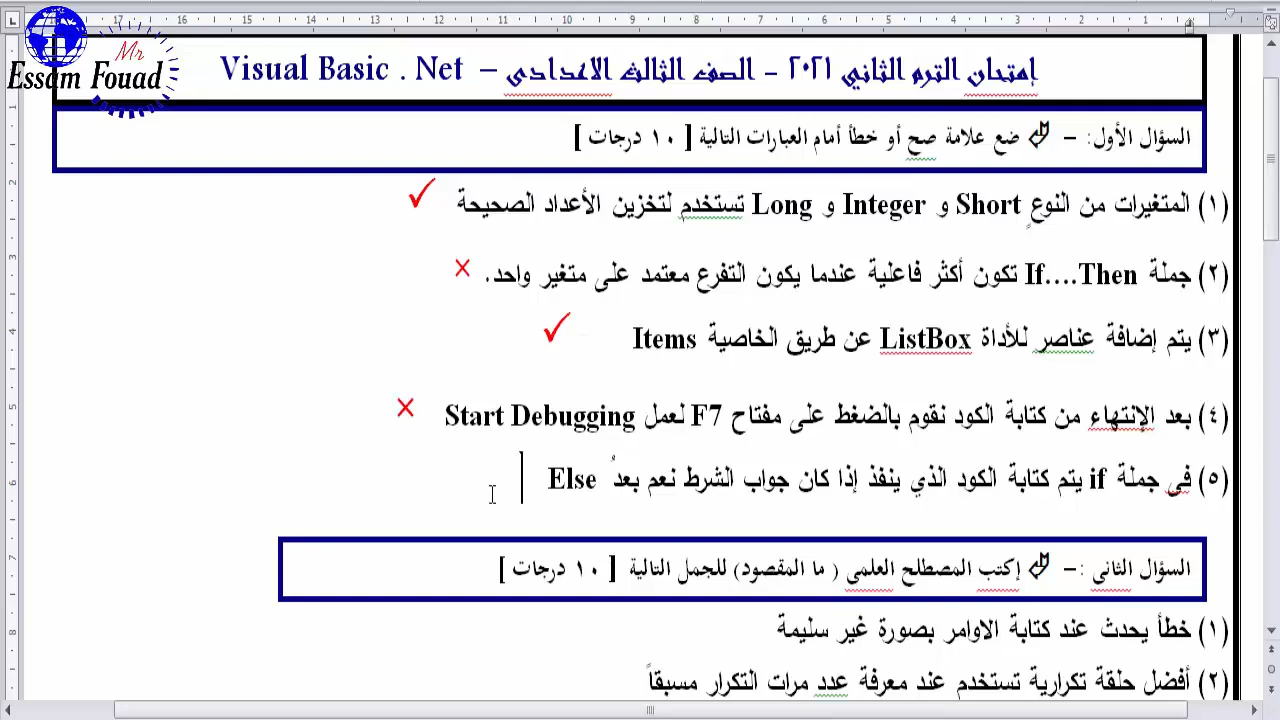 Mr.
Essam Fouad
إمتحان الترم الثاني ٢٠٢١ - الصف الثالث الاعدادى – Visual Basic . Net
السؤال الأول: - ضع علامة صح أو خطأ أمام العبارات التالية [ ١٠ درجات ]
(١) المتغيرات من النوع Short و Integer و Long تستخدم لتخزين الأعداد الصحيحة ✓
(٢) جملة If….Then تكون أكثر فاعلية عندما يكون التفرع معتمد على متغير واحد. ×
(٣) يتم إضافة عناصر للأداة ListBox عن طريق الخاصية Items ✓
(٤) بعد الإنتهاء من كتابة الكود نقوم بالضغط على مفتاح F7 لعمل Start Debugging ×
(٥) فى جملة if يتم كتابة الكود الذي ينفذ إذا كان جواب الشرط نعم بعد Else
السؤال الثانى :- إكتب المصطلح العلمى ( ما المقصود) للجمل التالية [ ١٠ درجات ]
(١) خطأ يحدث عند كتابة الاوامر بصورة غير سليمة
(٢) أفضل حلقة تكرارية تستخدم عند معرفة عدد مرات التكرار مسبقاً